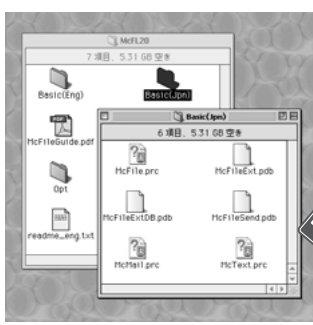 McFL20
7 項目、5.31 GB 空き
Basic(Eng)
Basic(Jpn)
McFileGuide.pdf
Opt
readme_eng.txt
Basic(Jpn)
6 項目、5.31 GB 空き
McFile.prc
McFileExt.pdb
McFileExtDB.pdb
McFileSend.pdb
McMail.prc
McText.prc